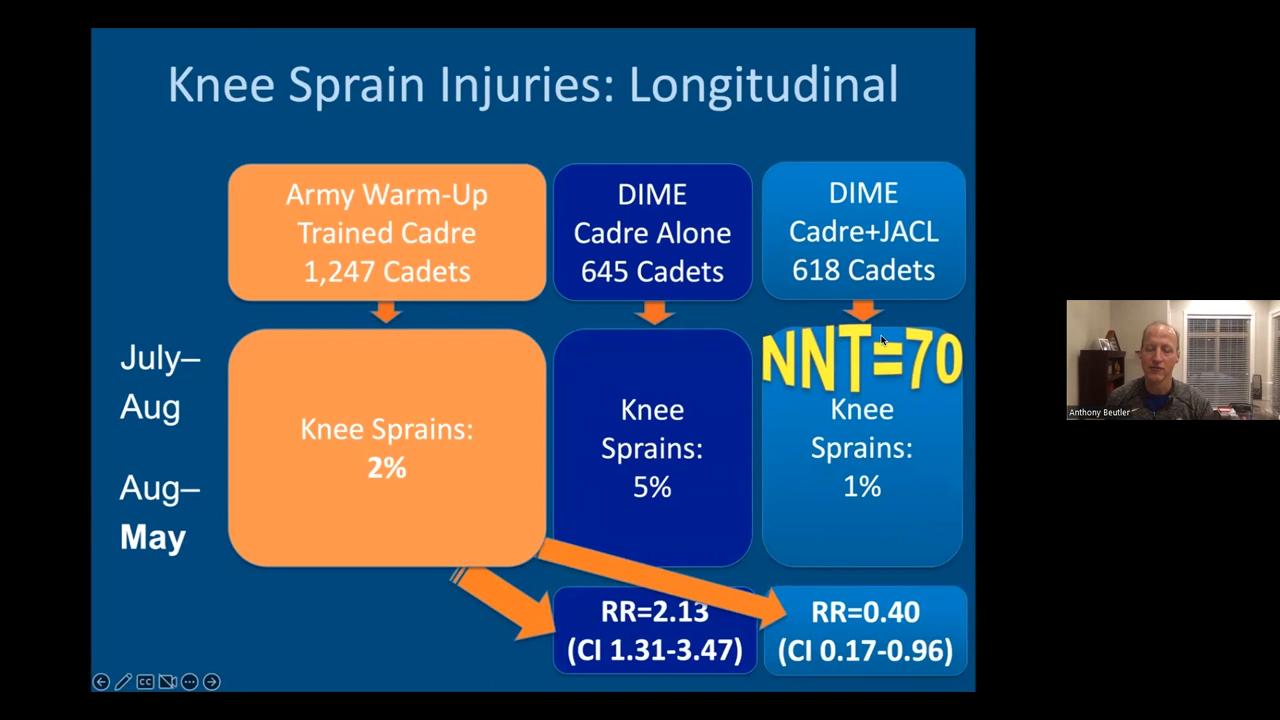 Knee Sprain Injuries: Longitudinal
Army Warm-Up
Trained Cadre
1,247 Cadets
DIME
Cadre Alone
645 Cadets
DIME
Cadre+JACL
618 Cadets
July–
Aug
Aug–
May
Knee Sprains:
2%
Knee
Sprains:
5%
NNT=70
Knee
Sprains:
1%
RR=2.13
(CI 1.31-3.47)
RR=0.40
(CI 0.17-0.96)
Anthony Beutler
CC